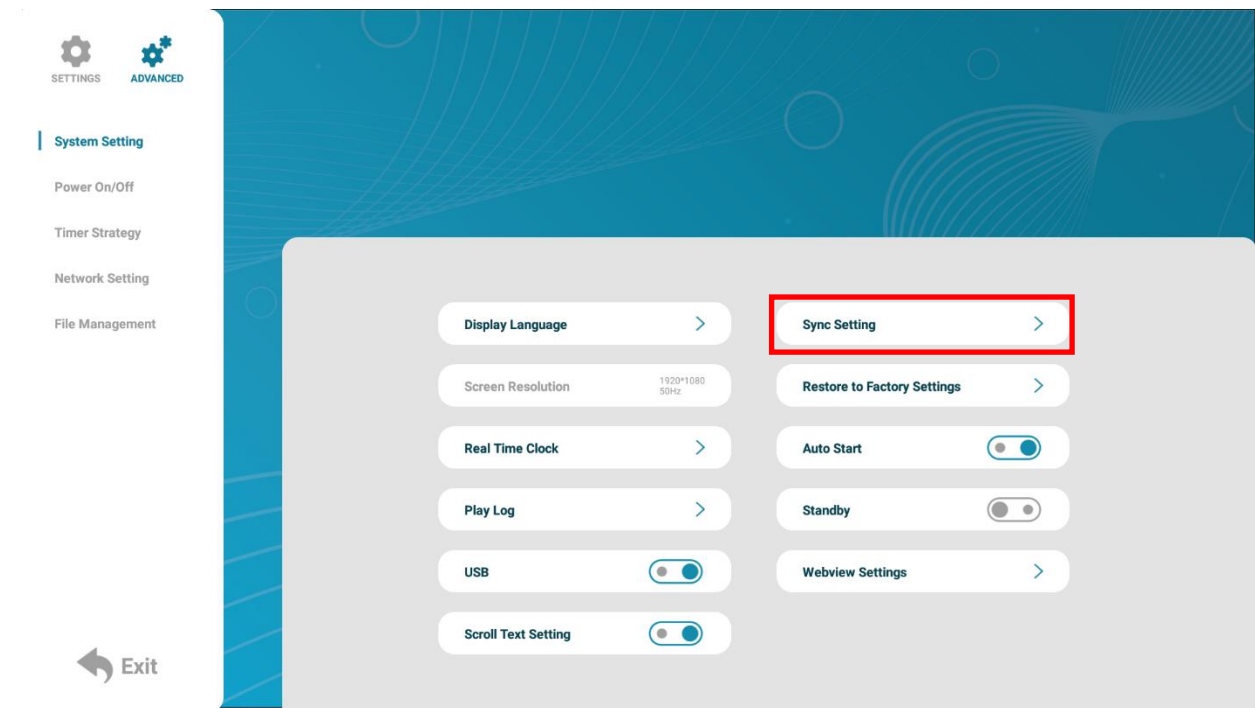 SETTINGS
ADVANCED
System Setting
Power On/Off
Timer Strategy
Network Setting
File Management
Exit
Display Language
Screen Resolution
1920*1080
50Hz
Real Time Clock
Play Log
USB
Scroll Text Setting
Sync Setting
Restore to Factory Settings
Auto Start
Standby
Webview Settings